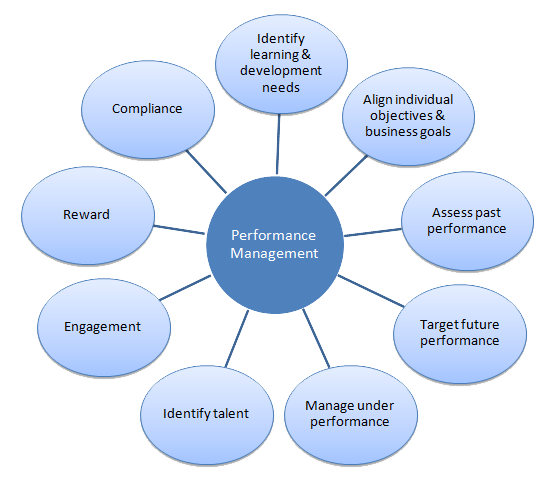 Identify
learning &
development
needs
Align individual
objectives &
business goals
Assess past
performance
Target future
performance
Manage under
performance
Identify talent
Engagement
Reward
Compliance
Performance
Management